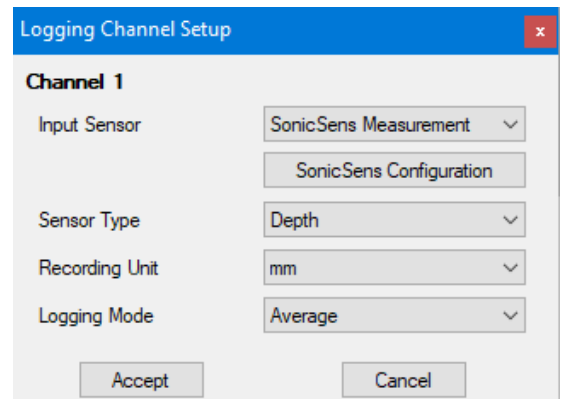 Logging Channel Setup x
Channel 1
Input Sensor SonicSens Measurement
SonicSens Configuration
Sensor Type Depth
Recording Unit mm
Logging Mode Average
Accept Cancel